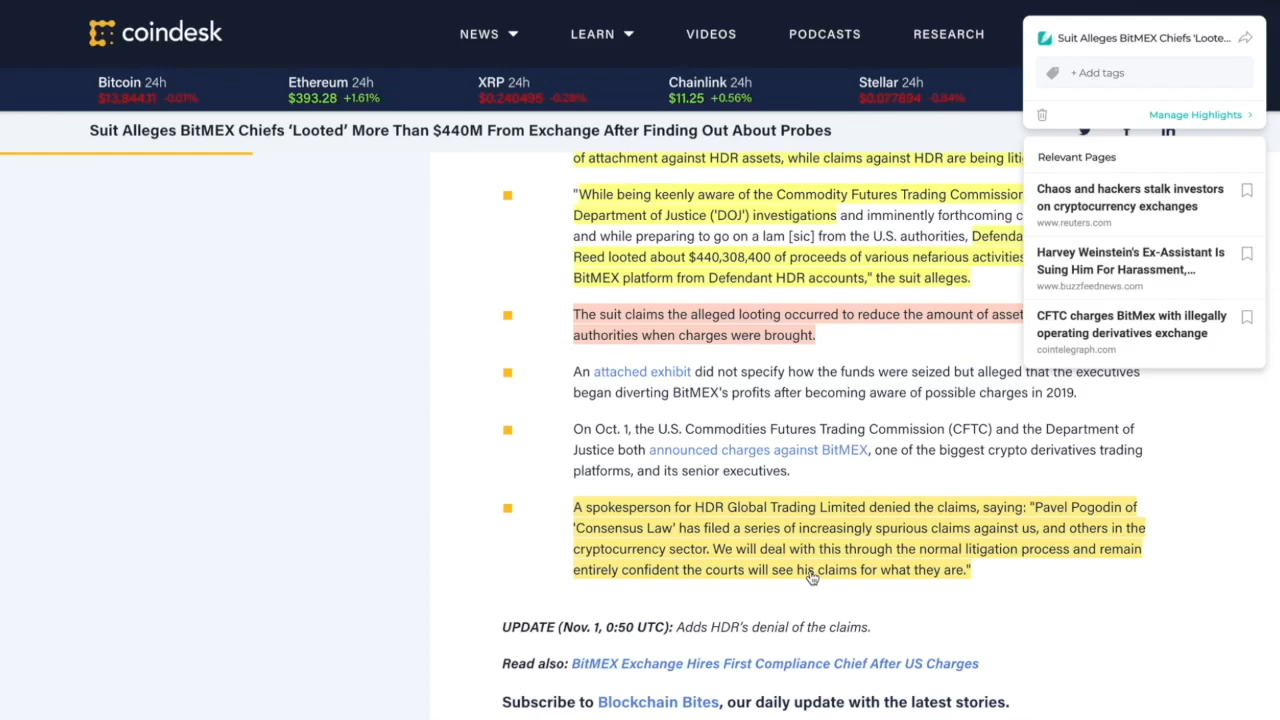 coindesk
NEWS LEARN VIDEOS PODCASTS RESEARCH
Bitcoin 24h Ethereum 24h XRP 24h Chainlink 24h Stellar 24h
$13,844.11 -0.01% $393.28 +1.61% $0.240495 -0.28% $11.25 +0.56% $0.077894 -0.84%
Suit Alleges BitMEX Chiefs ‘Looted’ More Than $440M From Exchange After Finding Out About Probes
of attachment against HDR assets, while claims against HDR are being
"While being keenly aware of the Commodity Futures Trading Commission
Department of Justice ('DOJ') investigations and imminently forthcoming
and while preparing to go on a lam [sic] from the U.S. authorities,
Reed looted about $440,308,400 of proceeds of various nefarious activities
BitMEX platform from Defendant HDR accounts," the suit alleges.
The suit claims the alleged looting occurred to reduce the amount of
authorities when charges were brought.
An attached exhibit did not specify how the funds were seized but alleged that the executives
began diverting BitMEX's profits after becoming aware of possible charges in 2019.
On Oct. 1, the U.S. Commodities Futures Trading Commission (CFTC) and the Department of
Justice both announced charges against BitMEX, one of the biggest crypto derivatives trading
platforms, and its senior executives.
A spokesperson for HDR Global Trading Limited denied the claims, saying: "Pavel Pogodin of
'Consensus Law' has filed a series of increasingly spurious claims against us, and others in the
cryptocurrency sector. We will deal with this through the normal litigation process and remain
entirely confident the courts will see his claims for what they are."
UPDATE (Nov. 1, 0:50 UTC): Adds HDR’s denial of the claims.
Read also: BitMEX Exchange Hires First Compliance Chief After US Charges
Subscribe to Blockchain Bites, our daily update with the latest stories.
Suit Alleges BitMEX Chiefs 'Loote...
+ Add tags
Manage Highlights
Relevant Pages
Chaos and hackers stalk investors
on cryptocurrency exchanges
www.reuters.com
Harvey Weinstein's Ex-Assistant Is
Suing Him For Harassment,...
www.buzzfeednews.com
CFTC charges BitMex with illegally
operating derivatives exchange
cointelegraph.com